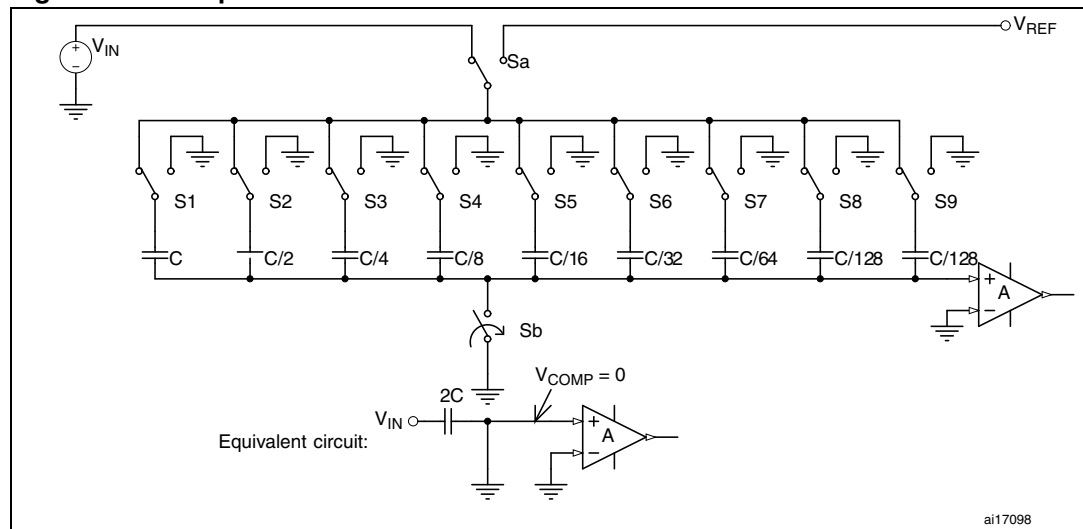 V_IN
+
−
Sa
V_REF
S1 S2 S3 S4 S5 S6 S7 S8 S9
C C/2 C/4 C/8 C/16 C/32 C/64 C/128 C/128
+
A
−
Sb
V_COMP = 0
2C
V_IN
Equivalent circuit:
+
A
−
ai17098